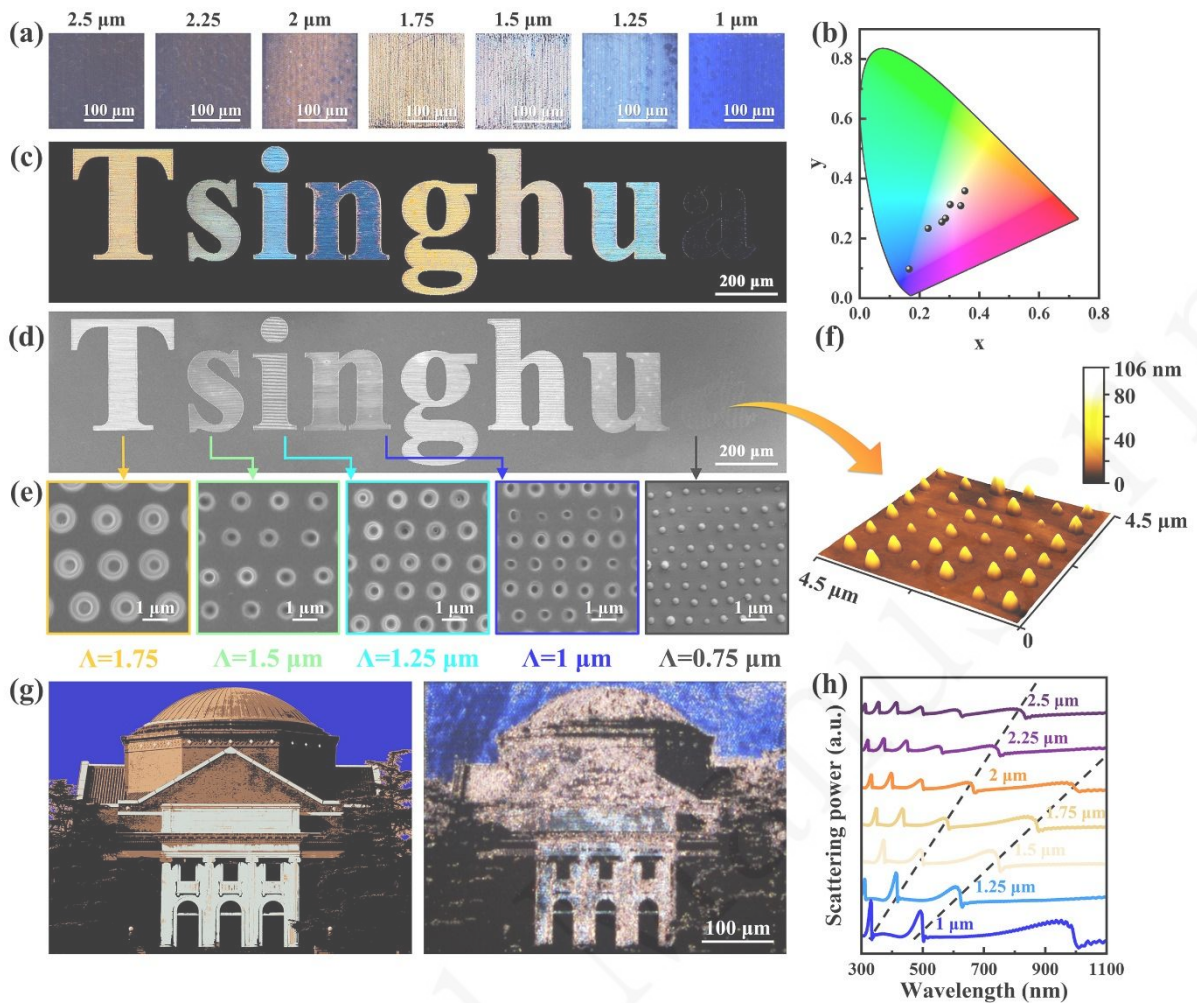 (a)
2.5 μm 2.25 2 μm 1.75 1.5 μm 1.25 1 μm
100 μm 100 μm 100 μm 100 μm 100 μm 100 μm 100 μm
(b)
y
0.8
0.6
0.4
0.2
0.0
0.0 0.2 0.4 0.6 0.8
x
(c)
Tsinghua
200 μm
(d)
Tsinghu
200 μm
(e)
1 μm 1 μm 1 μm 1 μm 1 μm
Λ=1.75 Λ=1.5 μm Λ=1.25 μm Λ=1 μm Λ=0.75 μm
(f)
106 nm
80
40
0
4.5 μm
4.5 μm
0
(g)
100 μm
(h)
Scattering power (a.u.)
2.5 μm
2.25 μm
2 μm
1.75 μm
1.5 μm
1.25 μm
1 μm
300 500 700 900 1100
Wavelength (nm)